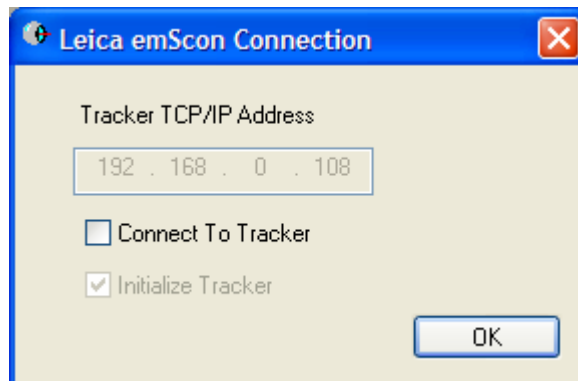 Leica emScon Connection
Tracker TCP/IP Address
192 . 168 . 0 . 108
Connect To Tracker
Initialize Tracker
OK